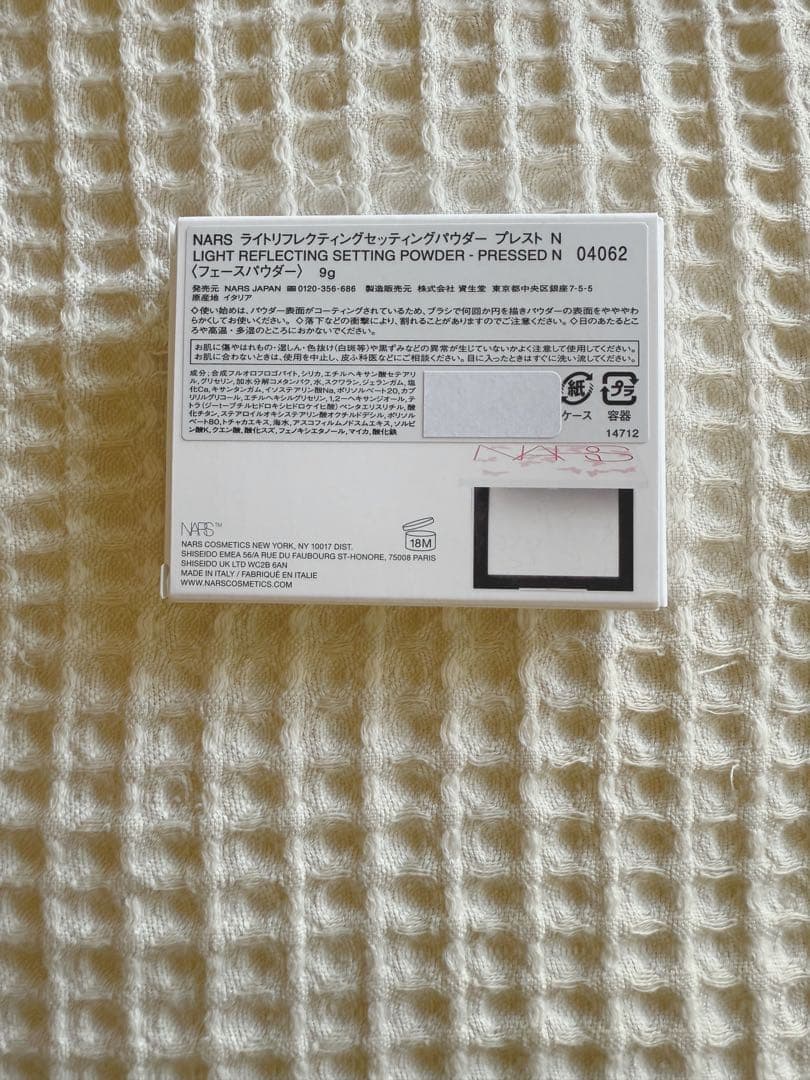 NARS ライトリフレクティングセッティングパウダー プレスト N
LIGHT REFLECTING SETTING POWDER - PRESSED N 04062
〈フェースパウダー〉 9g
発売元 NARS JAPAN 0120-356-686 製造販売元 株式会社 資生堂 東京都中央区銀座7-5-5
原産地 イタリア
◇使い始めは、パウダー表面がコーティングされているため、ブラシで何回か円を描きパウダーの表面をややや
わらかくしてお使いください。◇落下などの衝撃により、割れることがありますのでご注意ください。◇日のあたるとこ
ろや高温・多湿のところにおかないでください。
お肌に傷やはれもの・湿しん・色抜け(白斑等)や黒ずみなどの異常が生じていないかよく注意して使用してください。
お肌に合わないときは、使用を中止し、皮ふ科医などにご相談ください。目に入ったときはすぐに洗い流してください。
成分:合成フルオロフロゴパイト,シリカ,エチルヘキサン酸セテアリ
ル,グリセリン,加水分解コメタンパク,水,スクワラン,ジェランガム,塩
化Ca,キサンタンガム,イソステアリン酸Na,ポリソルベート20,カプ
リリルグリコール,エチルヘキシルグリセリン,1,2-ヘキサンジオール,テ
トラ(ジ-t-ブチルヒドロキシヒドロケイヒ酸)ペンタエリスリチル,酸
化チタン,ステアロイルオキシステアリン酸オクチルドデシル,ポリソル
ベート80,トチャカエキス,海水,アスコフィルムノドスムエキス,ソルビ
ン酸K,クエン酸,酸化スズ,フェノキシエタノール,マイカ,酸化鉄
紙 プラ
ケース 容器
14712
NARS
NARS™
NARS COSMETICS NEW YORK, NY 10017 DIST.
SHISEIDO EMEA 56/A RUE DU FAUBOURG ST-HONORE, 75008 PARIS
SHISEIDO UK LTD WC2B 6AN
MADE IN ITALY / FABRIQUÉ EN ITALIE
WWW.NARSCOSMETICS.COM
18M